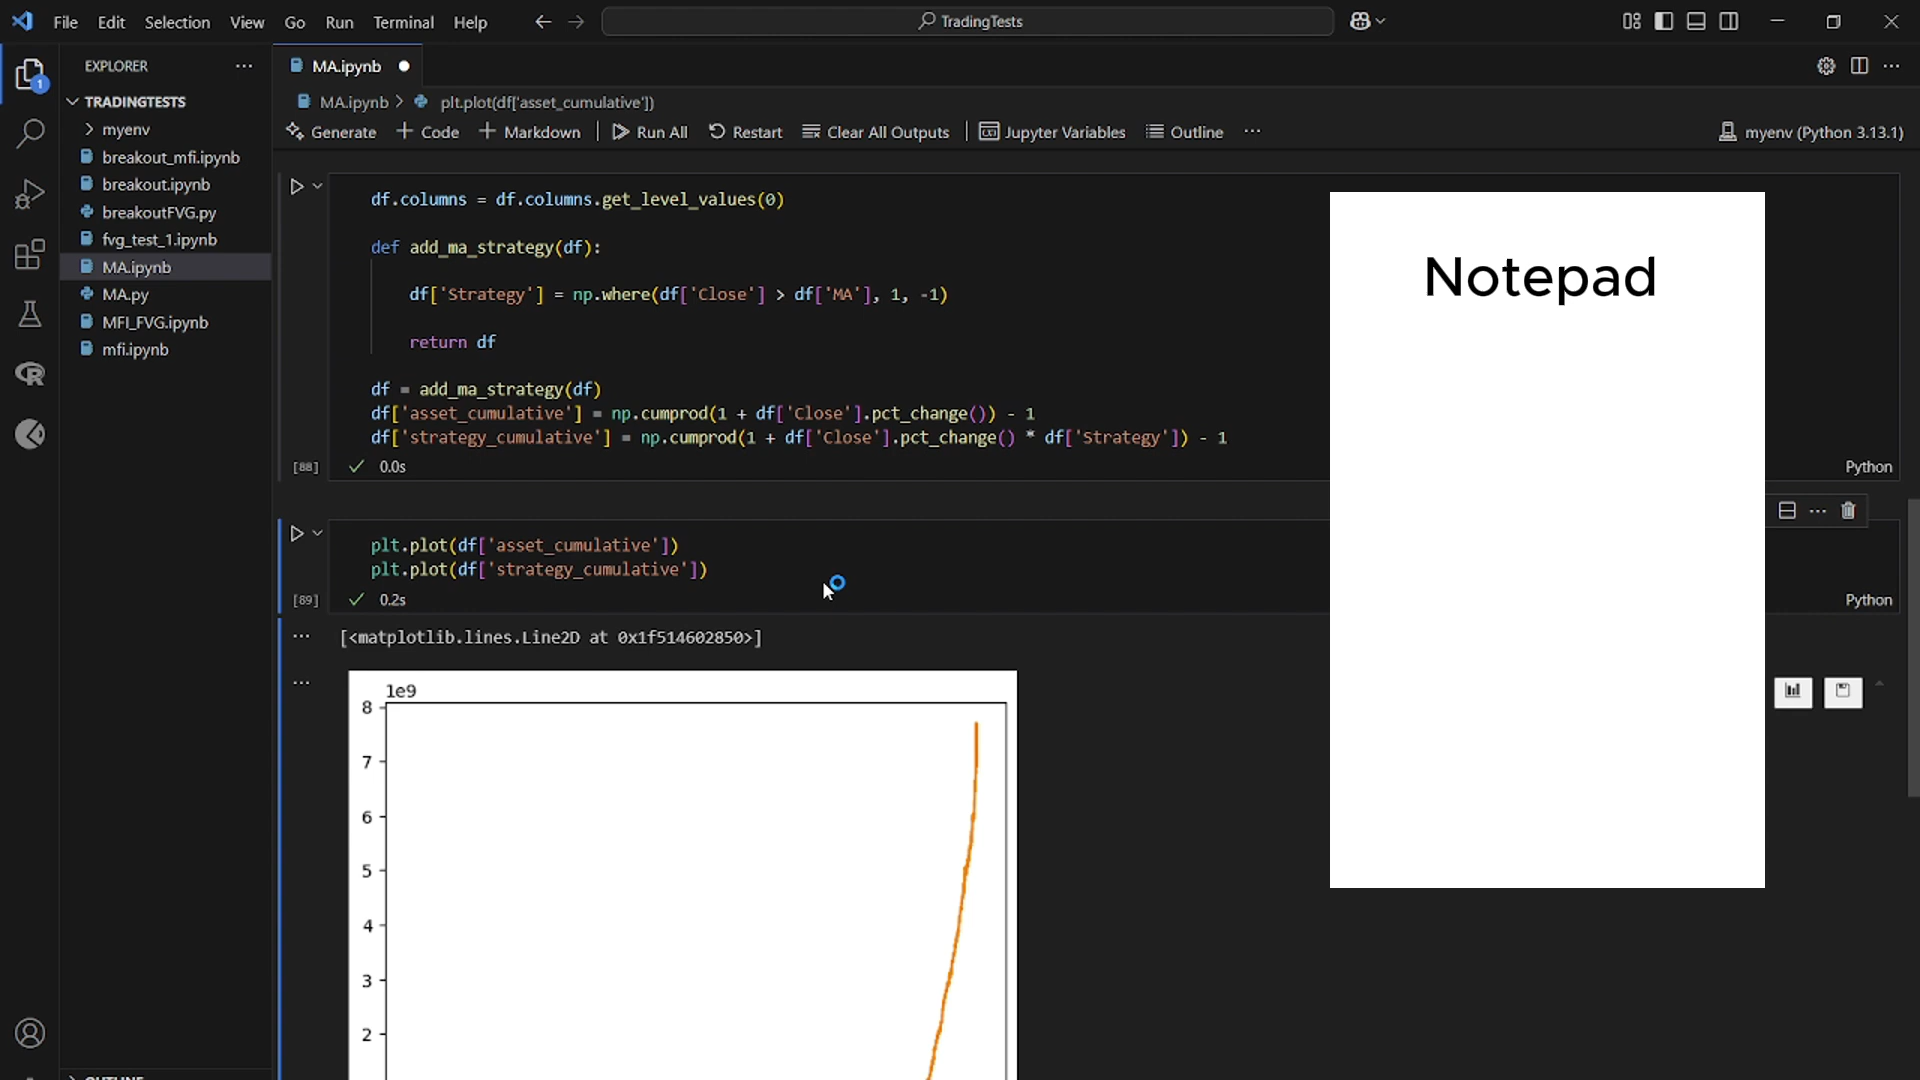 File Edit Selection View Go Run Terminal Help
TradingTests
EXPLORER
TRADINGTESTS
myenv
breakout_mfi.ipynb
breakout.ipynb
breakoutFVG.py
fvg_test_1.ipynb
MA.ipynb
MA.py
MFI_FVG.ipynb
mfi.ipynb
1
MA.ipynb
MA.ipynb > plt.plot(df['asset_cumulative'])
Generate + Code + Markdown Run All Restart Clear All Outputs Jupyter Variables Outline ...
myenv (Python 3.13.1)
df.columns = df.columns.get_level_values(0)
def add_ma_strategy(df):
df['Strategy'] = np.where(df['Close'] > df['MA'], 1, -1)
return df
df = add_ma_strategy(df)
df['asset_cumulative'] = np.cumprod(1 + df['Close'].pct_change()) - 1
df['strategy_cumulative'] = np.cumprod(1 + df['Close'].pct_change() * df['Strategy']) - 1
[88] 0.0s
Python
plt.plot(df['asset_cumulative'])
plt.plot(df['strategy_cumulative'])
[89] 0.2s
Python
[<matplotlib.lines.Line2D at 0x1f514602850>]
1e9
8
7
6
5
4
3
2
Notepad